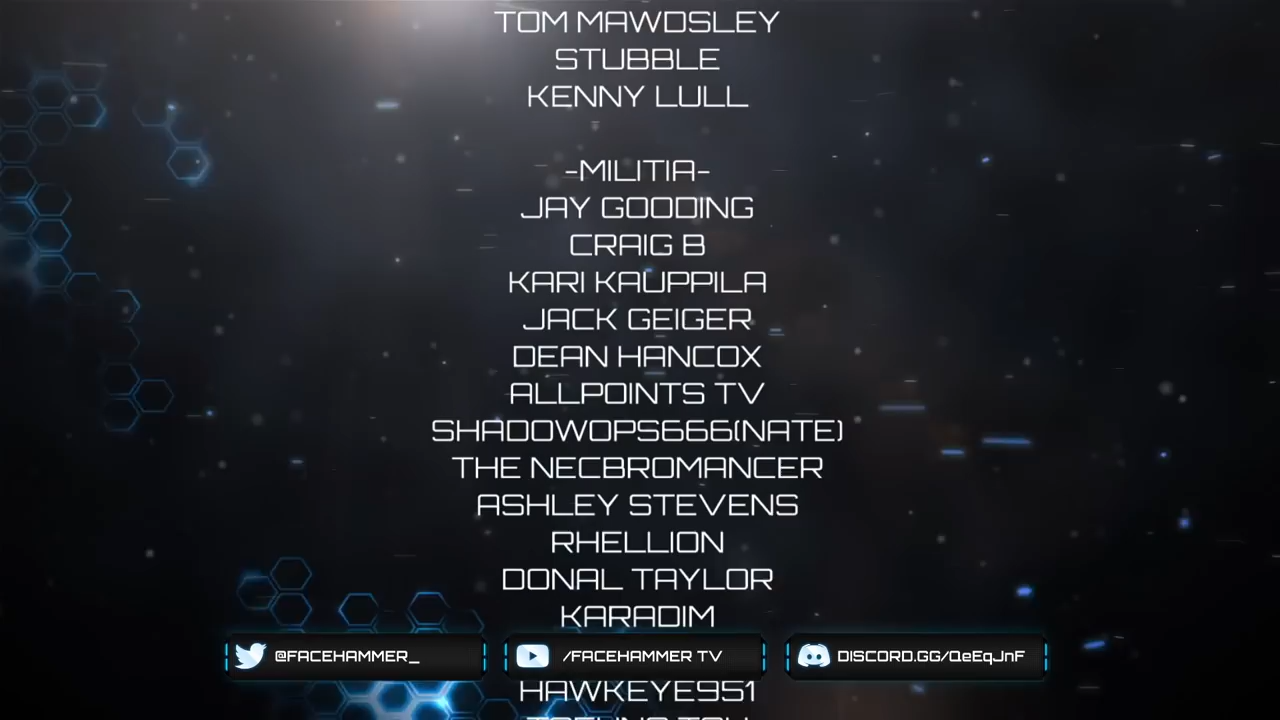 TOM MAWDSLEY
STUBBLE
KENNY LULL
-MILITIA-
JAY GOODING
CRAIG B
KARI KAUPPILA
JACK GEIGER
DEAN HANCOX
ALLPOINTS TV
SHADOWOPS666(NATE)
THE NECBROMANCER
ASHLEY STEVENS
RHELLION
DONAL TAYLOR
KARADIM
@FACEHAMMER_
/FACEHAMMER TV
DISCORD.GG/QeEqJnF
HAWKEYE951